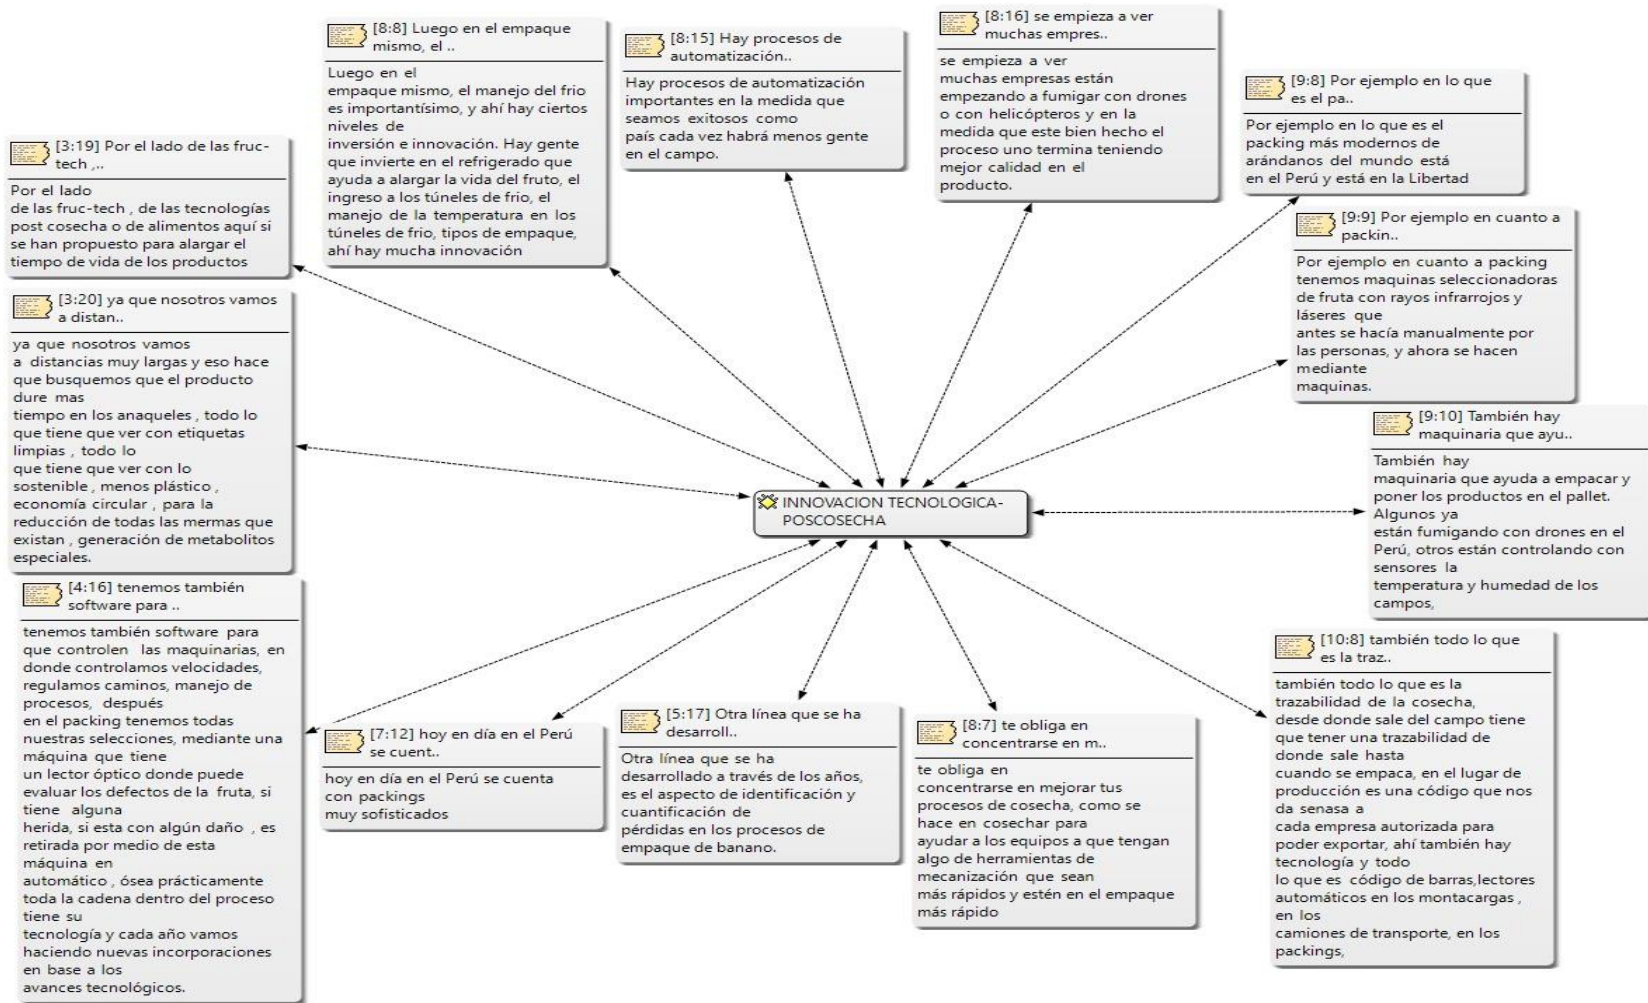 [8:8] Luego en el empaque
mismo, el ..
Luego en el
empaque mismo, el manejo del frio
es importantísimo, y ahí hay ciertos
niveles de
inversión e innovación. Hay gente
que invierte en el refrigerado que
ayuda a alargar la vida del fruto, el
ingreso a los túneles de frio, el
manejo de la temperatura en los
túneles de frio, tipos de empaque,
ahí hay mucha innovación
[8:15] Hay procesos de
automatización..
Hay procesos de automatización
importantes en la medida que
seamos exitosos como
país cada vez habrá menos gente
en el campo.
[8:16] se empieza a ver
muchas empres..
se empieza a ver
muchas empresas están
empezando a fumigar con drones
o con helicópteros y en la
medida que este bien hecho el
proceso uno termina teniendo
mejor calidad en el
producto.
[9:8] Por ejemplo en lo que
es el pa..
Por ejemplo en lo que es el
packing más modernos de
arándanos del mundo está
en el Perú y está en la Libertad
[3:19] Por el lado de las fruc-
tech ,..
Por el lado
de las fruc-tech , de las tecnologías
post cosecha o de alimentos aquí si
se han propuesto para alargar el
tiempo de vida de los productos
[9:9] Por ejemplo en cuanto a
packin..
Por ejemplo en cuanto a packing
tenemos maquinas seleccionadoras
de fruta con rayos infrarrojos y
láseres que
antes se hacía manualmente por
las personas, y ahora se hacen
mediante
maquinas.
[3:20] ya que nosotros vamos
a distan..
ya que nosotros vamos
a distancias muy largas y eso hace
que busquemos que el producto
dure mas
tiempo en los anaqueles , todo lo
que tiene que ver con etiquetas
limpias , todo lo
que tiene que ver con lo
sostenible , menos plástico ,
economía circular , para la
reducción de todas las mermas que
existan , generación de metabolitos
especiales.
[9:10] También hay
maquinaria que ayu..
También hay
maquinaria que ayuda a empacar y
poner los productos en el pallet.
Algunos ya
están fumigando con drones en el
Perú, otros están controlando con
sensores la
temperatura y humedad de los
campos,
INNOVACION TECNOLOGICA-
POSCOSECHA
[4:16] tenemos también
software para ..
tenemos también software para
que controlen las maquinarias, en
donde controlamos velocidades,
regulamos caminos, manejo de
procesos, después
en el packing tenemos todas
nuestras selecciones, mediante una
máquina que tiene
un lector óptico donde puede
evaluar los defectos de la fruta, si
tiene alguna
herida, si esta con algún daño , es
retirada por medio de esta
máquina en
automático , ósea prácticamente
toda la cadena dentro del proceso
tiene su
tecnología y cada año vamos
haciendo nuevas incorporaciones
en base a los
avances tecnológicos.
[7:12] hoy en día en el Perú
se cuent..
hoy en día en el Perú se cuenta
con packings
muy sofisticados
[5:17] Otra línea que se ha
desarroll..
Otra línea que se ha
desarrollado a través de los años,
es el aspecto de identificación y
cuantificación de
pérdidas en los procesos de
empaque de banano.
[8:7] te obliga en
concentrarse en m..
te obliga en
concentrarse en mejorar tus
procesos de cosecha, como se
hace en cosechar para
ayudar a los equipos a que tengan
algo de herramientas de
mecanización que sean
más rápidos y estén en el empaque
más rápido
[10:8] también todo lo que
es la traz..
también todo lo que es la
trazabilidad de la cosecha,
desde donde sale del campo tiene
que tener una trazabilidad de
donde sale hasta
cuando se empaca, en el lugar de
producción es una código que nos
da senasa a
cada empresa autorizada para
poder exportar, ahí también hay
tecnología y todo
lo que es código de barras,lectores
automáticos en los montacargas ,
en los
camiones de transporte, en los
packings,